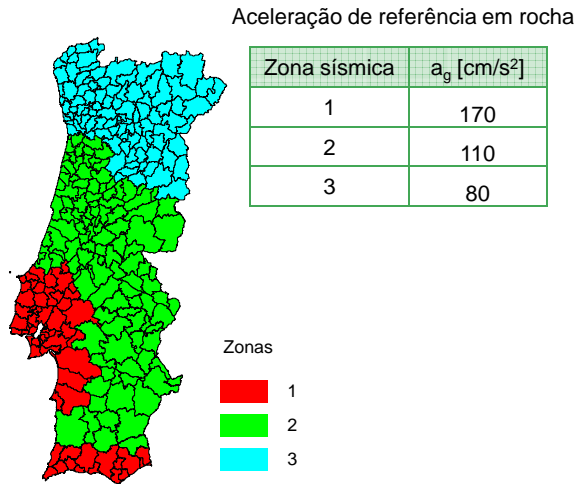 Aceleração de referência em rocha
Zona sísmica ag [cm/s²]
1 170
2 110
3 80
Zonas
1
2
3